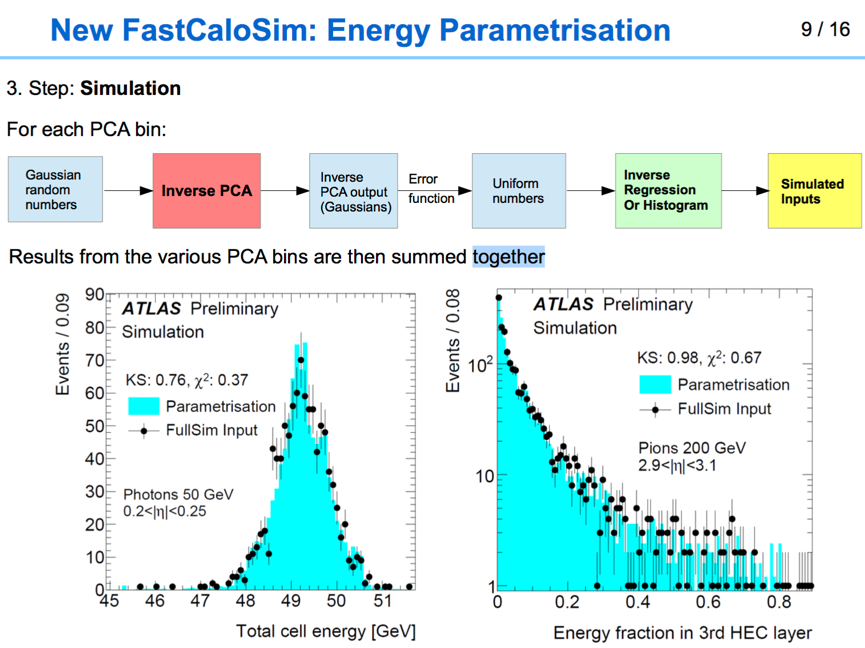 New FastCaloSim: Energy Parametrisation
9 / 16
3. Step: Simulation
For each PCA bin:
Gaussian
random
numbers
Inverse PCA
Inverse
PCA output
(Gaussians)
Error
function
Uniform
numbers
Inverse
Regression
Or Histogram
Simulated
Inputs
Results from the various PCA bins are then summed together
Events / 0.09
90
80
70
60
50
40
30
20
10
0
ATLAS Preliminary
Simulation
KS: 0.76, χ²: 0.37
Parametrisation
FullSim Input
Photons 50 GeV
0.2<|η|<0.25
45 46 47 48 49 50 51
Total cell energy [GeV]
Events / 0.08
10²
10
1
ATLAS Preliminary
Simulation
KS: 0.98, χ²: 0.67
Parametrisation
FullSim Input
Pions 200 GeV
2.9<|η|<3.1
0 0.2 0.4 0.6 0.8
Energy fraction in 3rd HEC layer